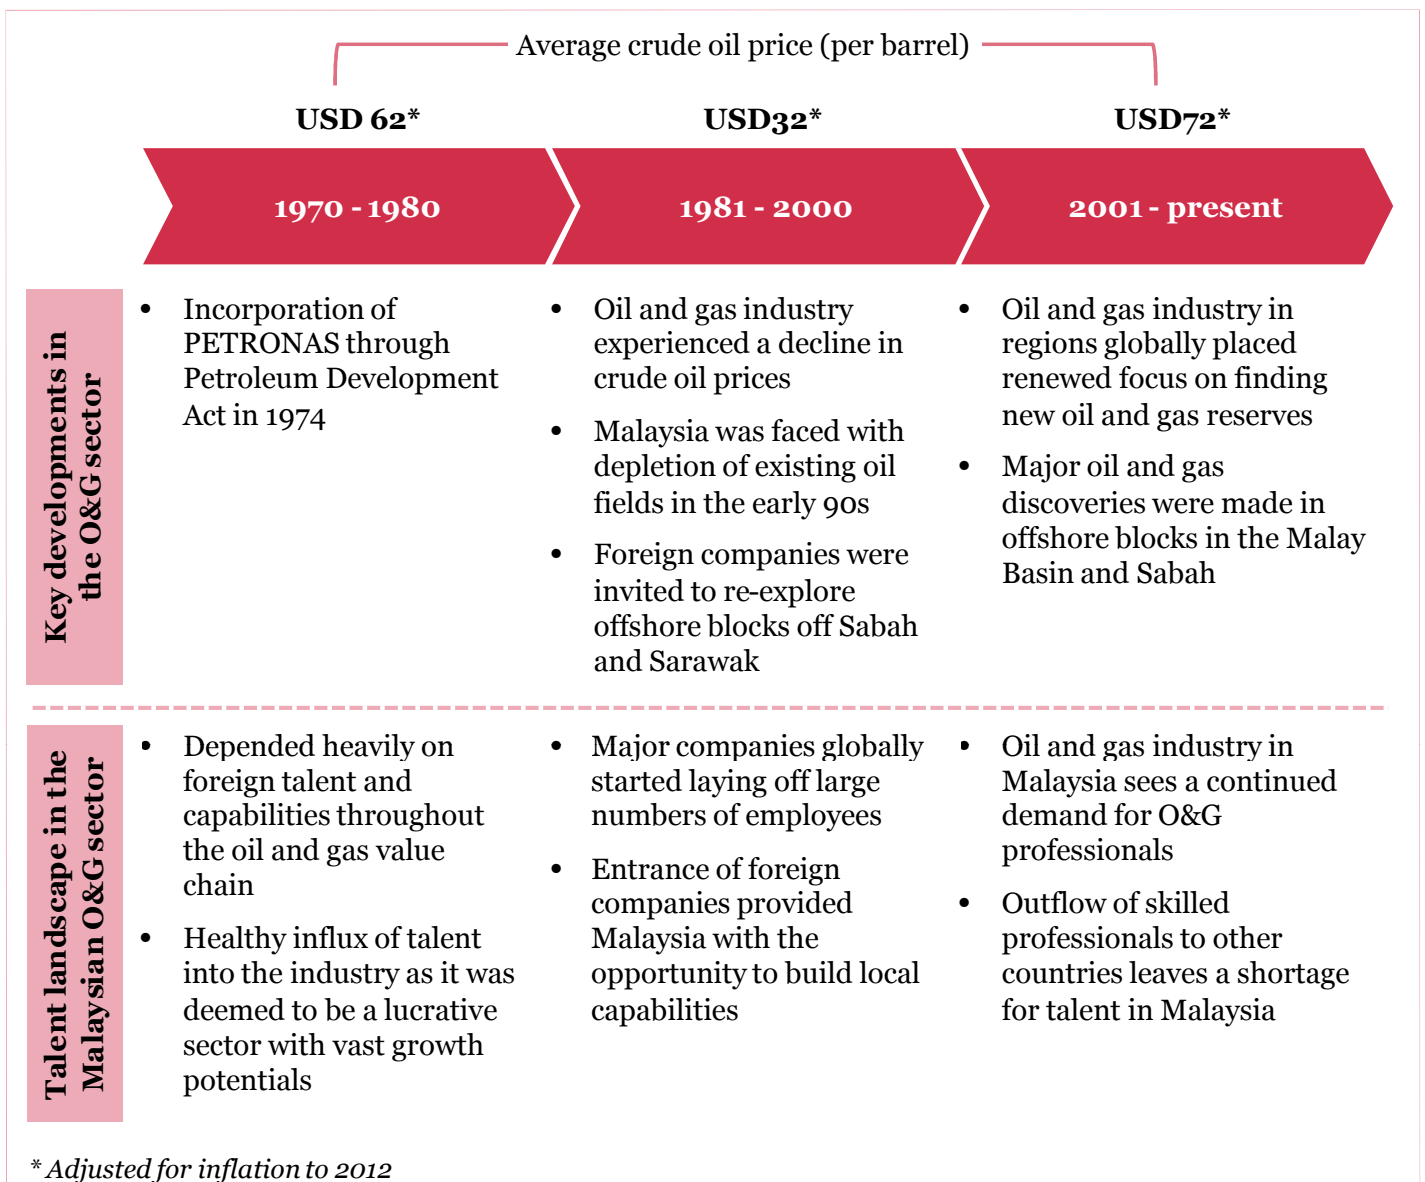 Average crude oil price (per barrel)
USD 62*
USD32*
USD72*
1970 - 1980
1981 - 2000
2001 - present
Key developments in
the O&G sector
• Incorporation of
PETRONAS through
Petroleum Development
Act in 1974
• Oil and gas industry
experienced a decline in
crude oil prices
• Malaysia was faced with
depletion of existing oil
fields in the early 90s
• Foreign companies were
invited to re-explore
offshore blocks off Sabah
and Sarawak
• Oil and gas industry in
regions globally placed
renewed focus on finding
new oil and gas reserves
• Major oil and gas
discoveries were made in
offshore blocks in the Malay
Basin and Sabah
Talent landscape in the
Malaysian O&G sector
• Depended heavily on
foreign talent and
capabilities throughout
the oil and gas value
chain
• Healthy influx of talent
into the industry as it was
deemed to be a lucrative
sector with vast growth
potentials
• Major companies globally
started laying off large
numbers of employees
• Entrance of foreign
companies provided
Malaysia with the
opportunity to build local
capabilities
• Oil and gas industry in
Malaysia sees a continued
demand for O&G
professionals
• Outflow of skilled
professionals to other
countries leaves a shortage
for talent in Malaysia
* Adjusted for inflation to 2012